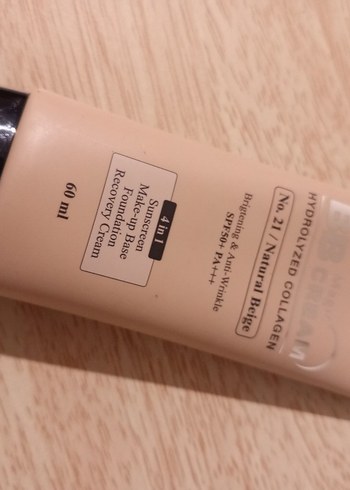 HYDROLYZED COLLAGEN
No. 21 / Natural Beige
Brightening & Anti-Wrinkle
SPF50+ PA+++
4 in 1
Sunscreen
Make-up Base
Foundation
Recovery Cream
60 ml